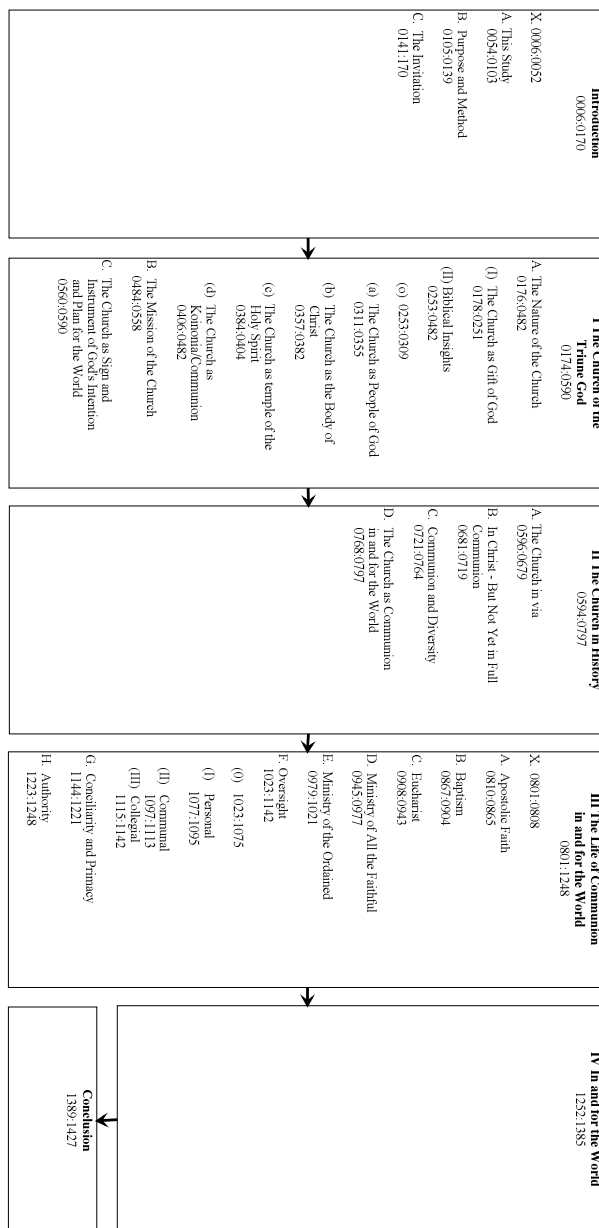 Introduction
0006:0170
X. 0006:0052
A. This Study
0054:0103
B. Purpose and Method
0105:0139
C. The Invitation
0141:170
I The Church of the
Triune God
0174:0590
A. The Nature of the Church
0176:0482
(I) The Church as Gift of God
0178:0251
(II) Biblical Insights
0253:0482
(o) 0253:0309
(a) The Church as People of God
0311:0355
(b) The Church as the Body of
Christ
0357:0382
(c) The Church as temple of the
Holy Spirit
0384:0404
(d) The Church as
Koinonia/Communion
0406:0482
B. The Mission of the Church
0484:0558
C. The Church as Sign and
Instrument of God's Intention
and Plan for the World
0560:0590
II The Church in History
0594:0797
A. The Church in via
0596:0679
B. In Christ - But Not Yet in Full
Communion
0681:0719
C. Communion and Diversity
0721:0764
D. The Church as Communion
in and for the World
0768:0797
III The Life of Communion
in and for the World
0801:1248
X. 0801:0808
A. Apostolic Faith
0810:0865
B. Baptism
0867:0904
C. Eucharist
0908:0943
D. Ministry of All the Faithful
0945:0977
E. Ministry of the Ordained
0979:1021
F. Oversight
1023:1142
(0) 1023:1075
(I) Personal
1077:1095
(II) Communal
1097:1113
(III) Collegial
1115:1142
G. Conciliarity and Primacy
1144:1221
H. Authority
1223:1248
IV In and for the World
1252:1385
Conclusion
1389:1427